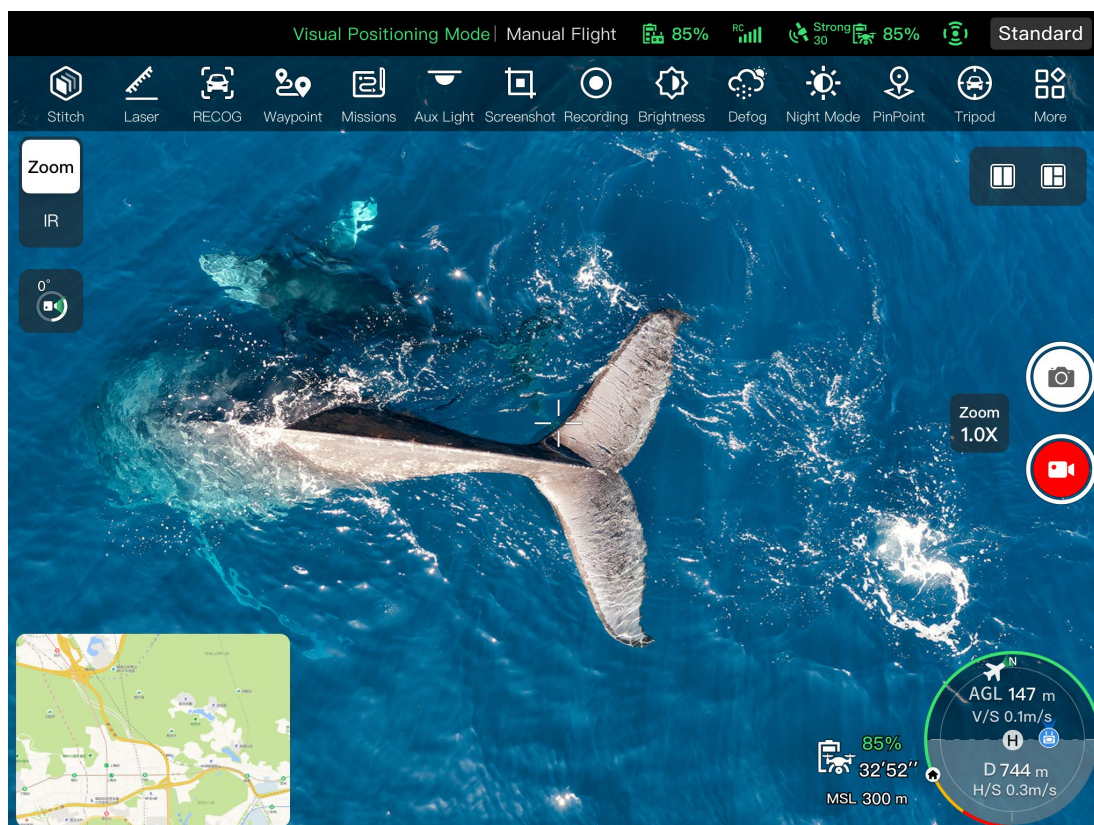 Visual Positioning Mode | Manual Flight 85% RC Strong 30 85% Standard
Stitch Laser RECOG Waypoint Missions Aux Light Screenshot Recording Brightness Defog Night Mode PinPoint Tripod More
Zoom
IR
0°
Zoom
1.0X
N
AGL 147 m
V/S 0.1m/s
H
D 744 m
H/S 0.3m/s
85%
32'52''
MSL 300 m